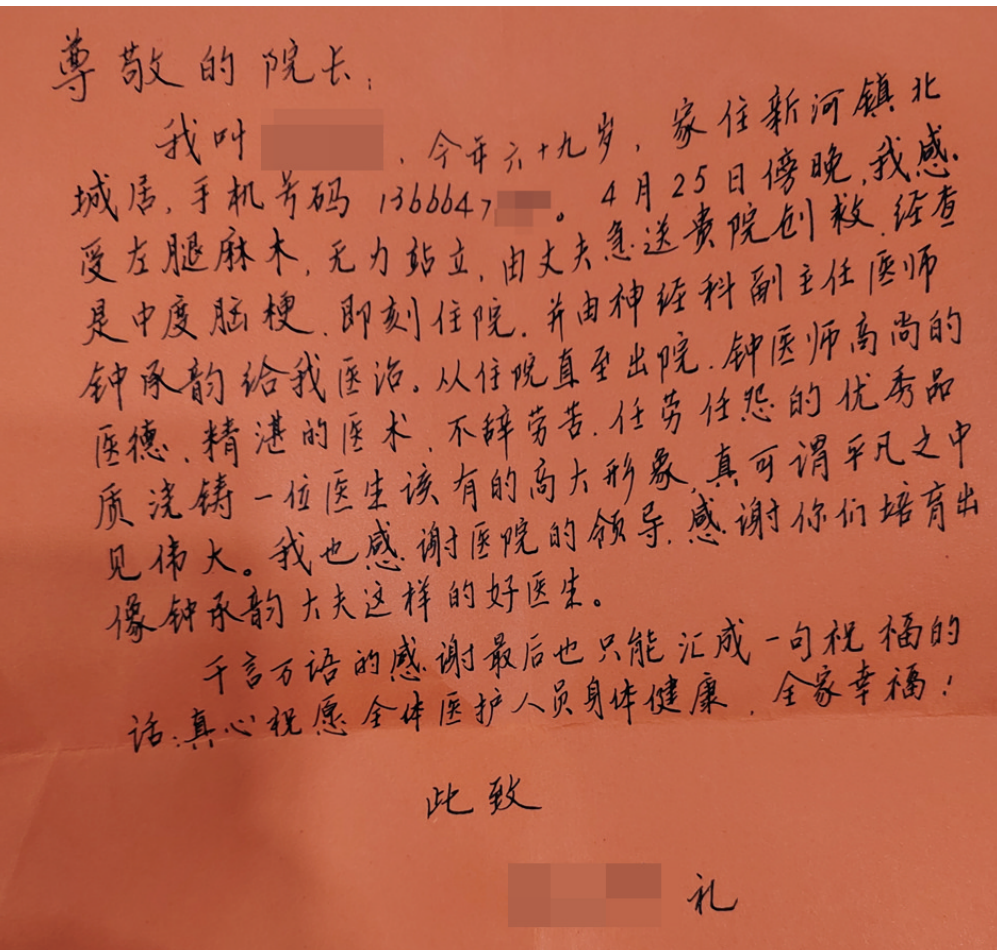 尊敬的院长:
我叫 ,今年六十九岁,家住新河镇北
城居,手机号码1366647 。4月25日傍晚,我感
受左腿麻木,无力站立,由丈夫急送贵院创救,经查
是中度脑梗,即刻住院,并由神经科副主任医师
钟承韵给我医治。从住院直至出院,钟医师高尚的
医德、精湛的医术,不辞劳苦、任劳任怨的优秀品
质浇铸一位医生该有的高大形象,真可谓平凡之中
见伟大。我也感谢医院的领导,感谢你们培育出
像钟承韵大夫这样的好医生。
千言万语的感谢最后也只能汇成一句祝福的
话:真心祝愿全体医护人员身体健康,全家幸福!
此致
礼